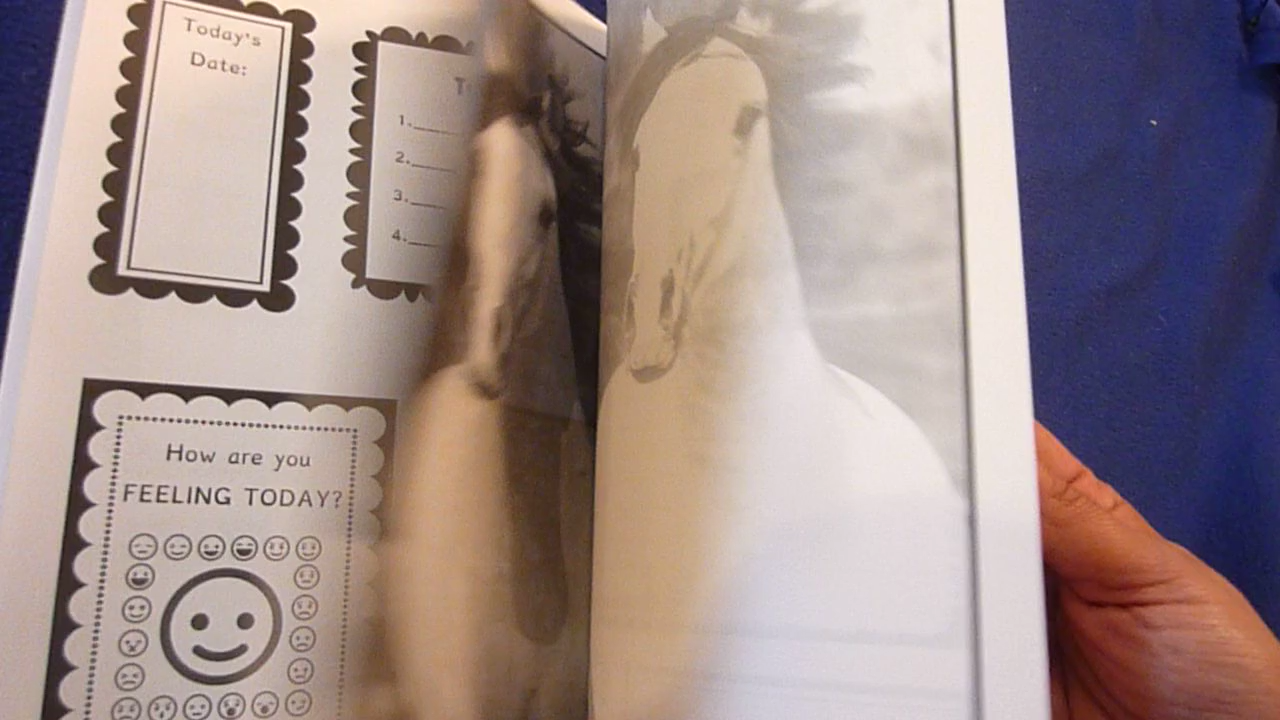 Today's
Date:
1.
2.
3.
4.
How are you
FEELING TODAY?